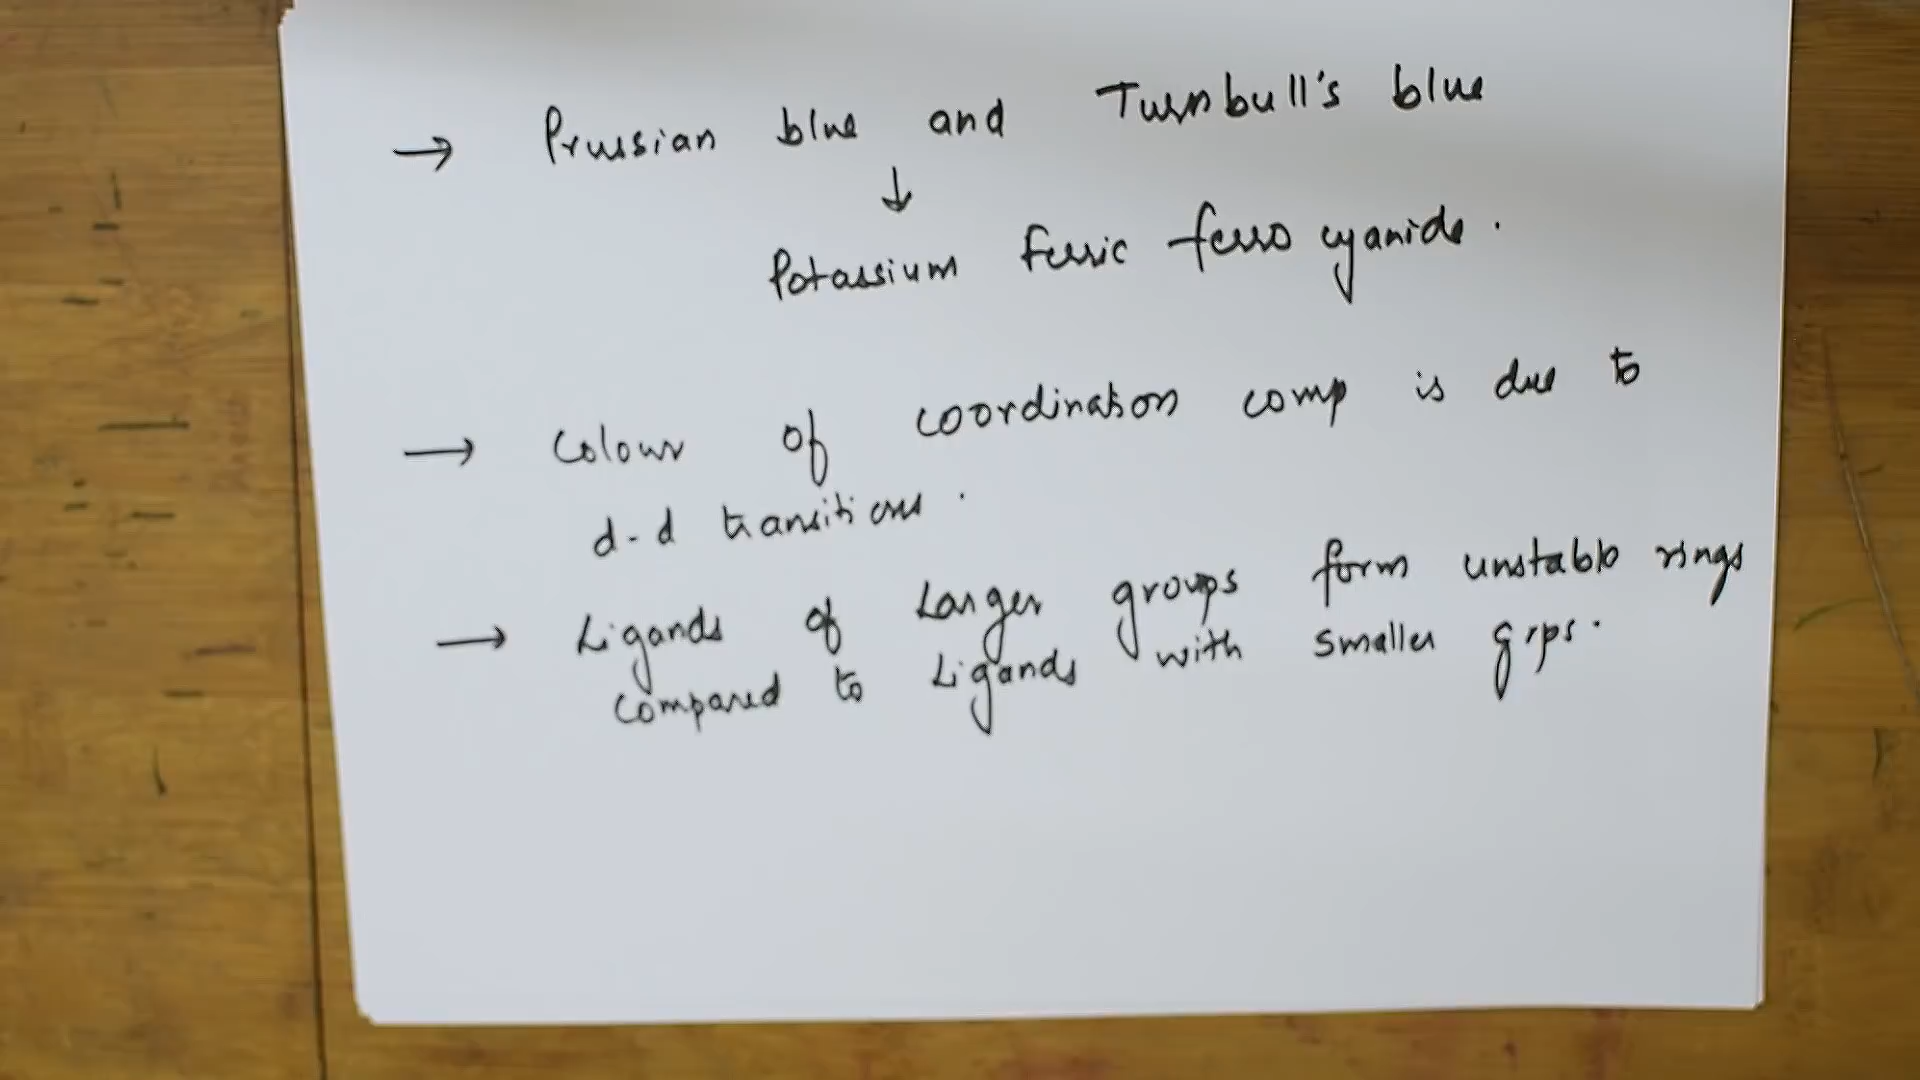 → Prussian blue and Turnbull's blue
↓
Potassium ferric ferro cyanide.
→ Colour of coordination comp is due to
d-d transitions.
→ Ligands of Larger groups form unstable rings
compared to Ligands with smaller grps.